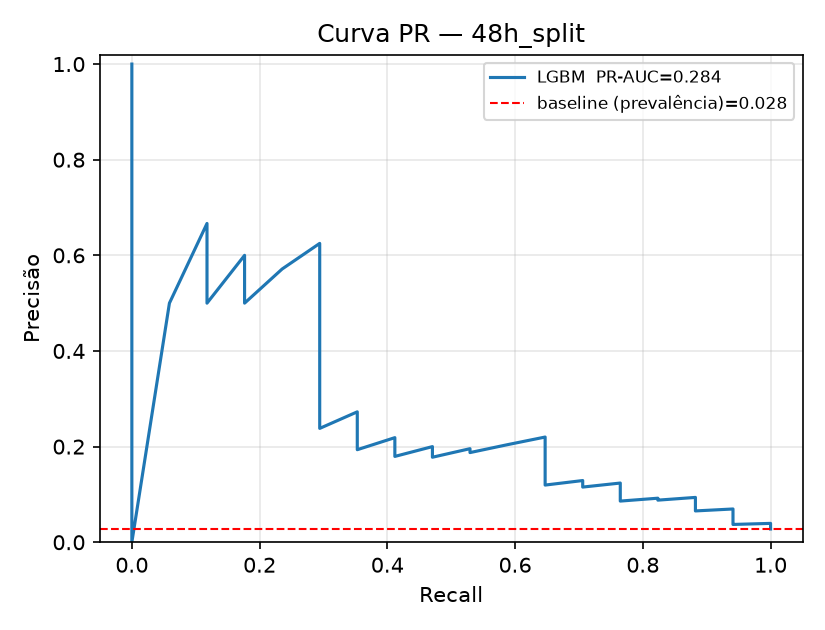 Curva PR — 48h_split
LGBM  PR-AUC=0.284
baseline (prevalência)=0.028
Precisão
1.0
0.8
0.6
0.4
0.2
0.0
0.0 0.2 0.4 0.6 0.8 1.0
Recall